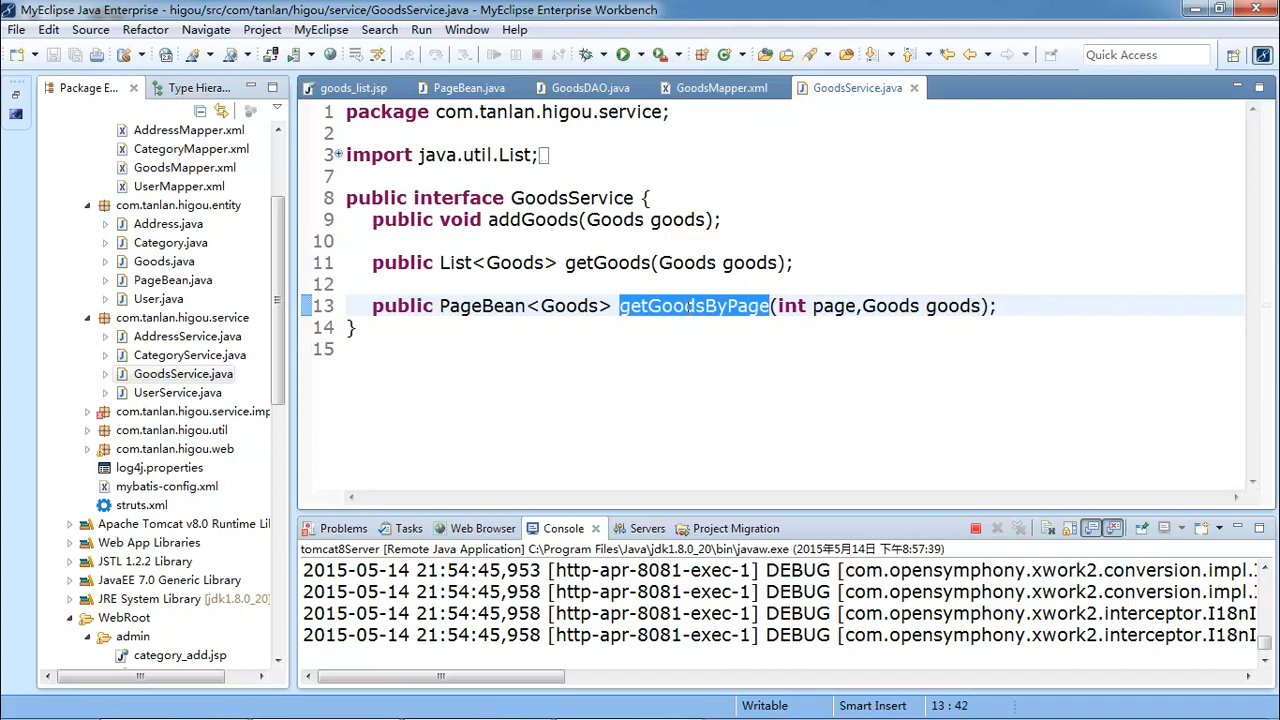 MyEclipse Java Enterprise - higou/src/com/tanlan/higou/service/GoodsService.java - MyEclipse Enterprise Workbench
File Edit Source Refactor Navigate Project MyEclipse Search Run Window Help
Quick Access
Package E...
Type Hiera...
AddressMapper.xml
CategoryMapper.xml
GoodsMapper.xml
UserMapper.xml
com.tanlan.higou.entity
Address.java
Category.java
Goods.java
PageBean.java
User.java
com.tanlan.higou.service
AddressService.java
CategoryService.java
GoodsService.java
UserService.java
com.tanlan.higou.service.imp
com.tanlan.higou.util
com.tanlan.higou.web
log4j.properties
mybatis-config.xml
struts.xml
Apache Tomcat v8.0 Runtime Li
Web App Libraries
JSTL 1.2.2 Library
JavaEE 7.0 Generic Library
JRE System Library [jdk1.8.0_20]
WebRoot
admin
category_add.jsp
goods_list.jsp PageBean.java GoodsDAO.java GoodsMapper.xml GoodsService.java
1 package com.tanlan.higou.service;
2
3 import java.util.List;
7
8 public interface GoodsService {
9 public void addGoods(Goods goods);
10
11 public List<Goods> getGoods(Goods goods);
12
13 public PageBean<Goods> getGoodsByPage(int page,Goods goods);
14 }
15
Problems Tasks Web Browser Console Servers Project Migration
tomcat8Server [Remote Java Application] C:\Program Files\Java\jdk1.8.0_20\bin\javaw.exe (2015年5月14日 下午8:57:39)
2015-05-14 21:54:45,953 [http-apr-8081-exec-1] DEBUG [com.opensymphony.xwork2.conversion.impl.
2015-05-14 21:54:45,958 [http-apr-8081-exec-1] DEBUG [com.opensymphony.xwork2.conversion.impl.
2015-05-14 21:54:45,958 [http-apr-8081-exec-1] DEBUG [com.opensymphony.xwork2.interceptor.I18nI
2015-05-14 21:54:45,958 [http-apr-8081-exec-1] DEBUG [com.opensymphony.xwork2.interceptor.I18nI
Writable Smart Insert 13 : 42